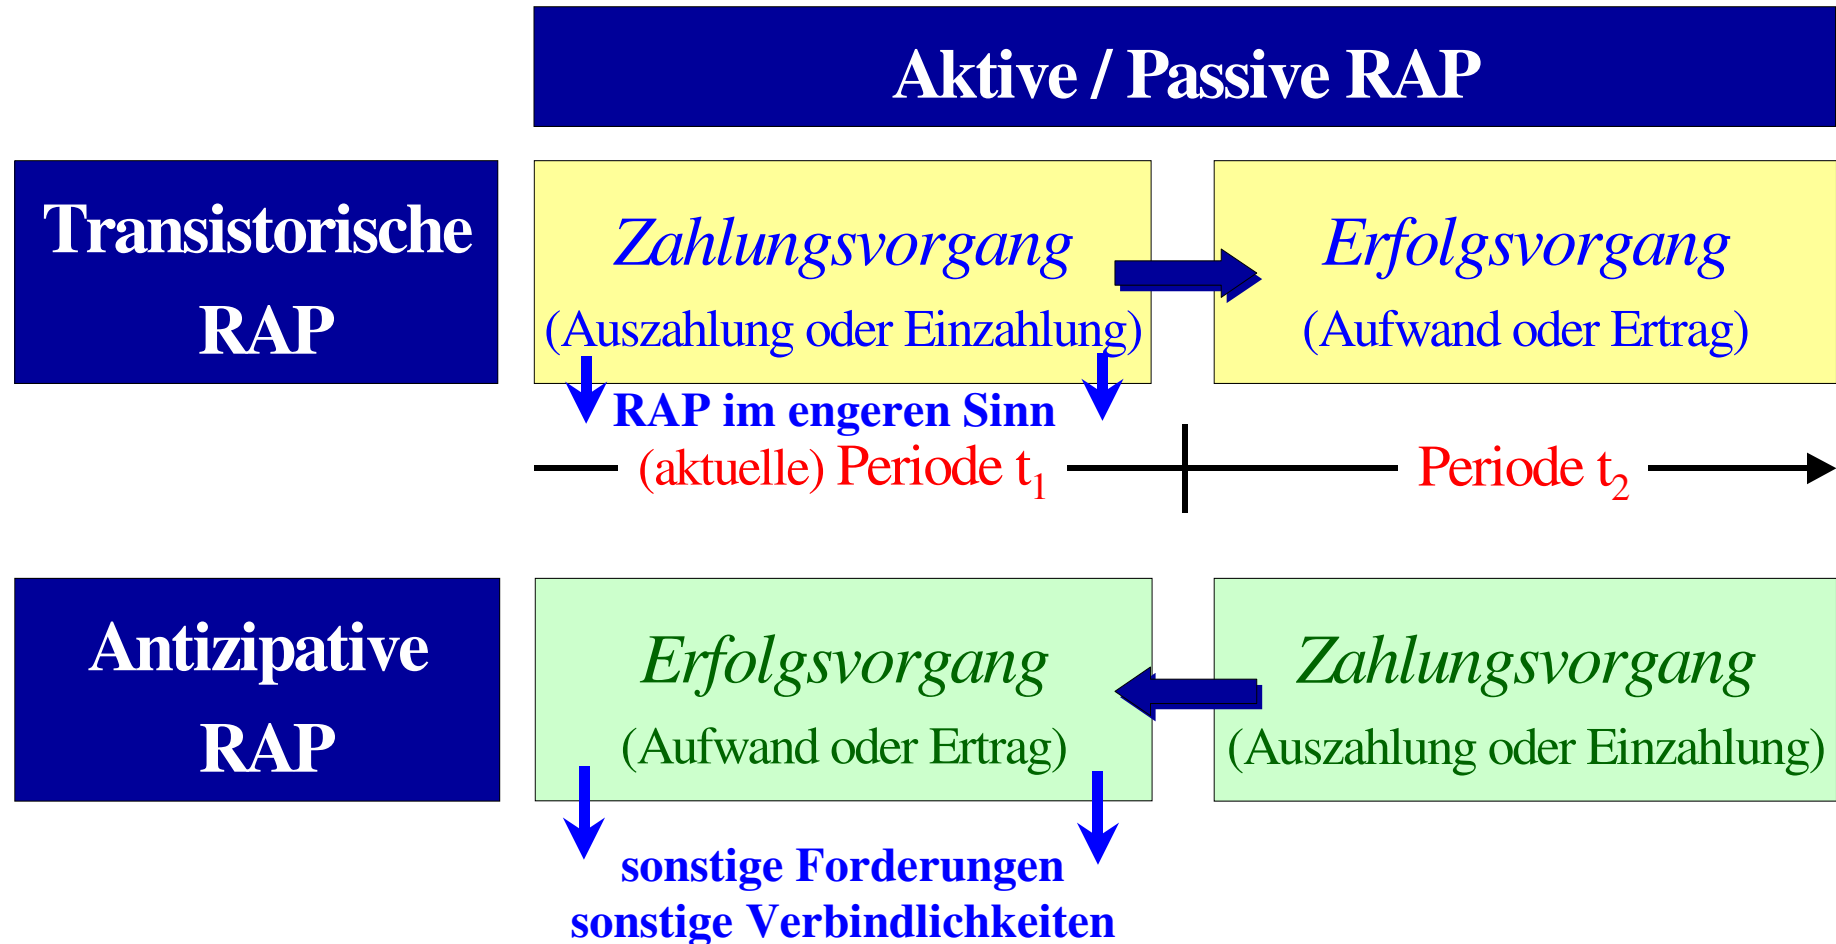 Aktive / Passive RAP
Transistorische
RAP
Zahlungsvorgang
(Auszahlung oder Einzahlung)
Erfolgsvorgang
(Aufwand oder Ertrag)
RAP im engeren Sinn
(aktuelle) Periode t₁
Periode t₂
Antizipative
RAP
Erfolgsvorgang
(Aufwand oder Ertrag)
Zahlungsvorgang
(Auszahlung oder Einzahlung)
sonstige Forderungen
sonstige Verbindlichkeiten